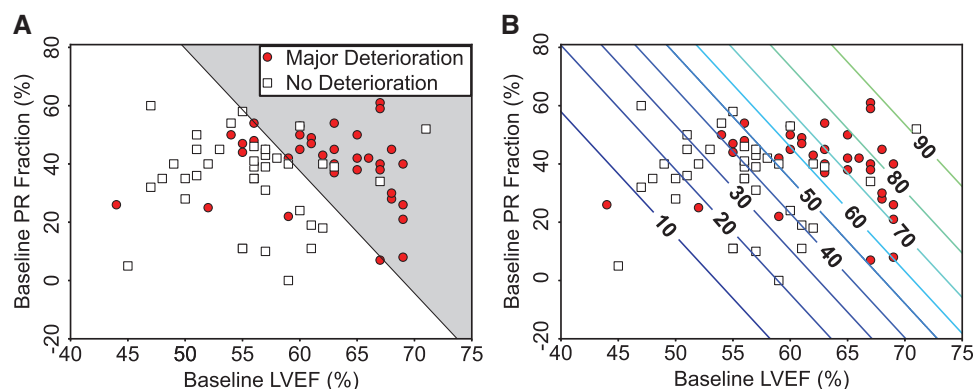 A
Baseline PR Fraction (%)
80
60
40
20
0
-20
Major Deterioration
No Deterioration
40 45 50 55 60 65 70 75
Baseline LVEF (%)
B
Baseline PR Fraction (%)
80
60
40
20
0
-20
10 20 30 40 50 60 70 80 90
40 45 50 55 60 65 70 75
Baseline LVEF (%)